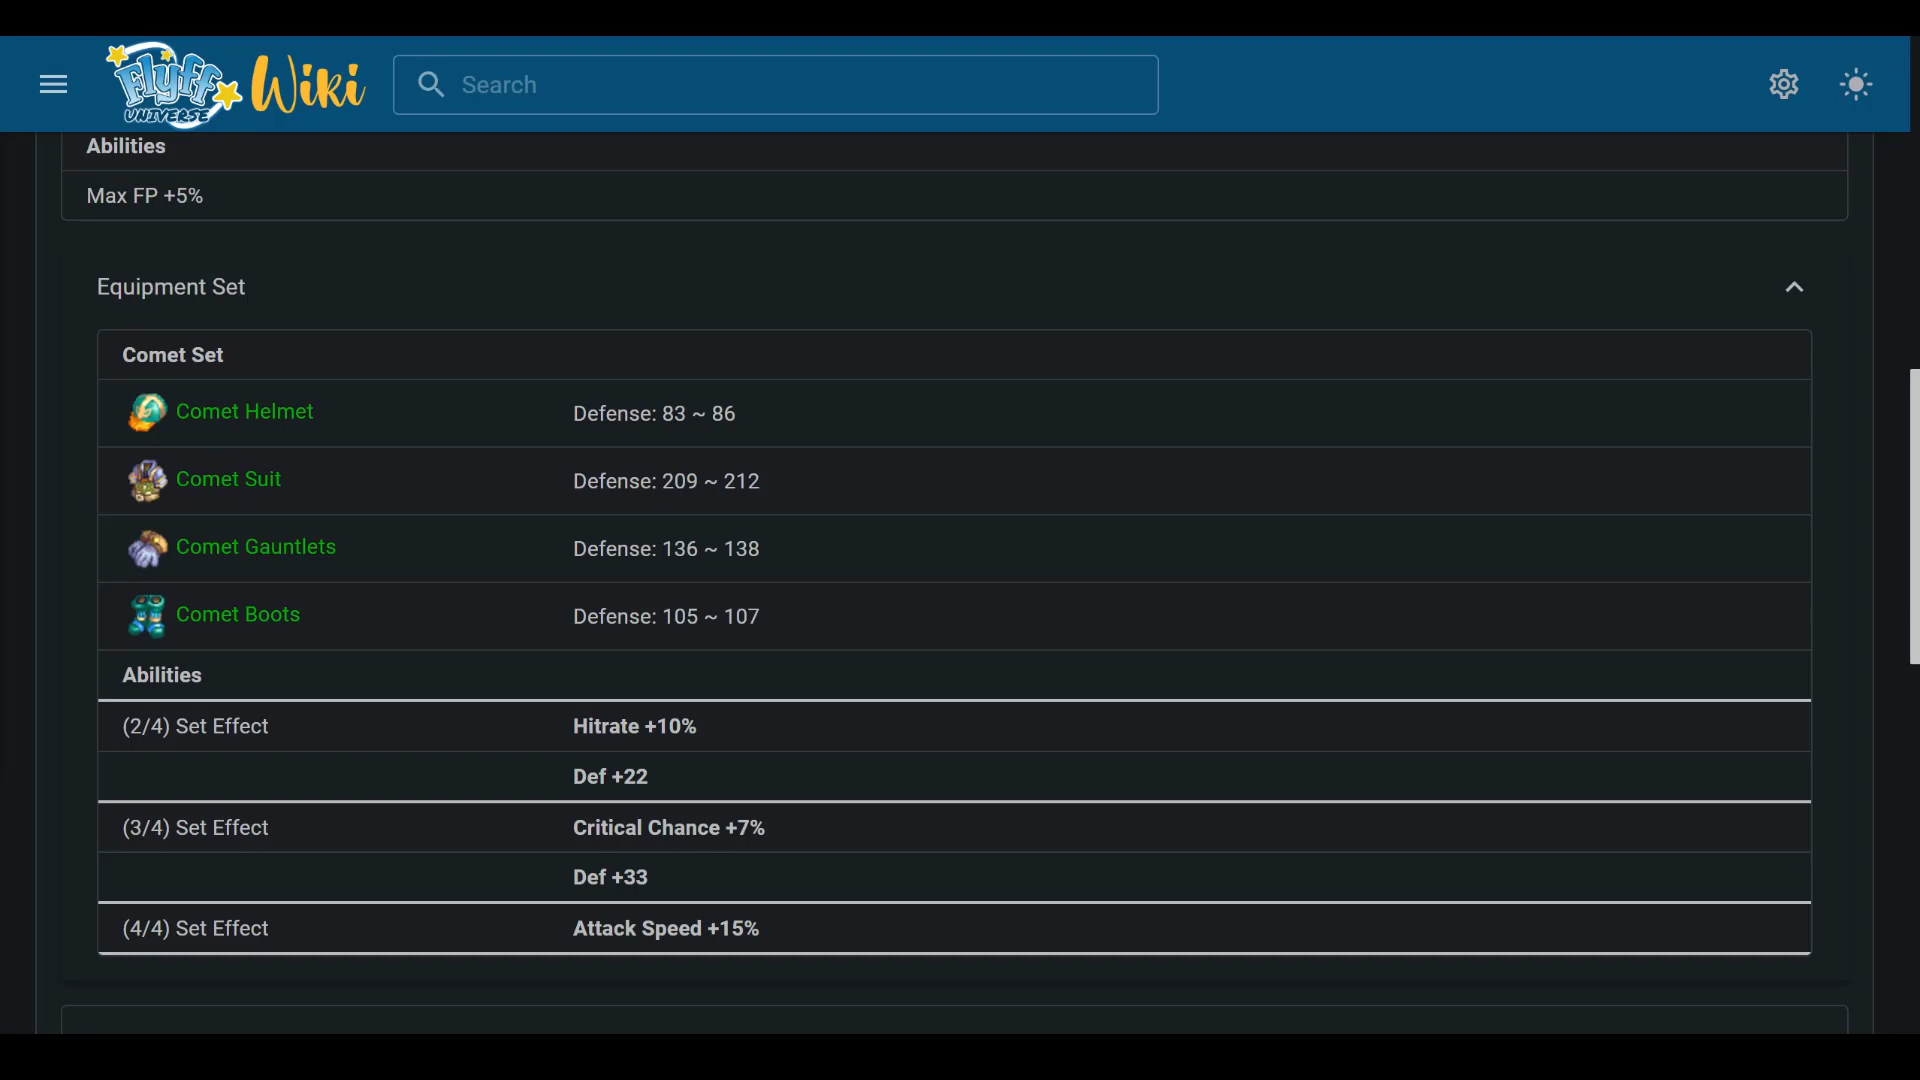 Flyff UNIVERSE Wiki Search
Abilities
Max FP +5%
Equipment Set
Comet Set
Comet Helmet Defense: 83 ~ 86
Comet Suit Defense: 209 ~ 212
Comet Gauntlets Defense: 136 ~ 138
Comet Boots Defense: 105 ~ 107
Abilities
(2/4) Set Effect Hitrate +10%
Def +22
(3/4) Set Effect Critical Chance +7%
Def +33
(4/4) Set Effect Attack Speed +15%